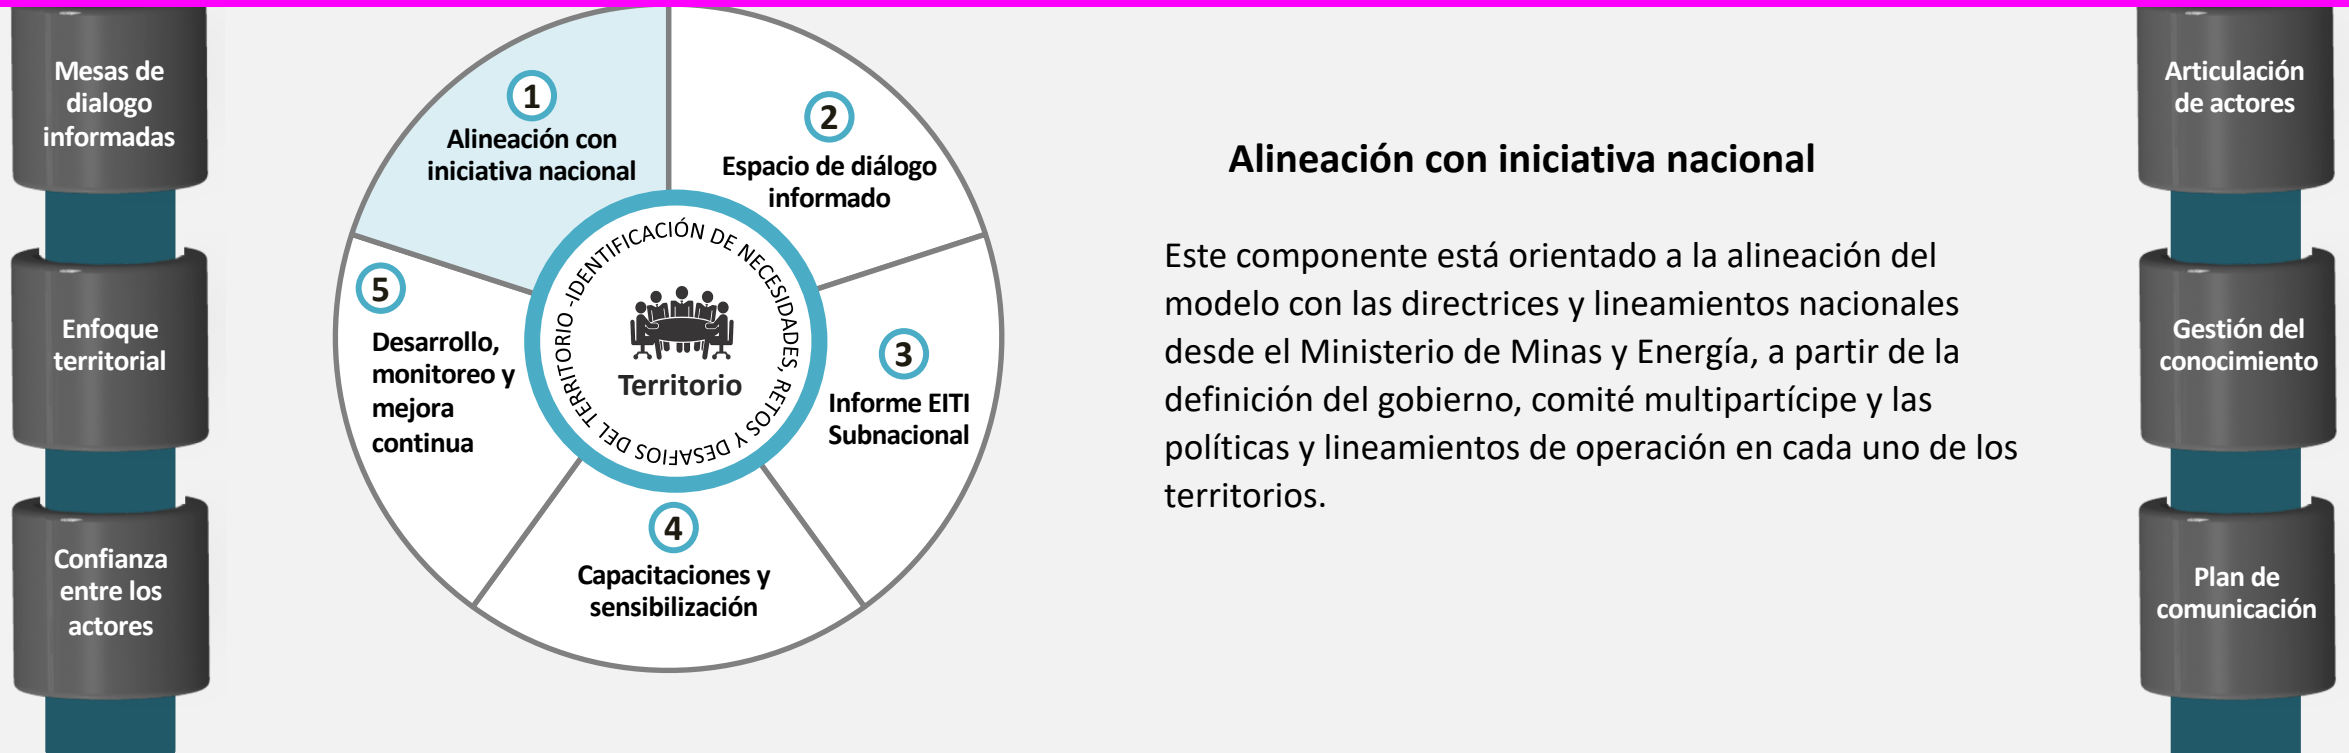 Mesas de
dialogo
informadas
Enfoque
territorial
Confianza
entre los
actores
1
Alineación con
iniciativa nacional
2
Espacio de diálogo
informado
3
Informe EITI
Subnacional
4
Capacitaciones y
sensibilización
5
Desarrollo,
monitoreo y
mejora
continua
IDENTIFICACIÓN DE NECESIDADES, RETOS Y DESAFIOS DEL TERRITORIO -
Territorio
Alineación con iniciativa nacional
Este componente está orientado a la alineación del
modelo con las directrices y lineamientos nacionales
desde el Ministerio de Minas y Energía, a partir de la
definición del gobierno, comité multipartícipe y las
políticas y lineamientos de operación en cada uno de los
territorios.
Articulación
de actores
Gestión del
conocimiento
Plan de
comunicación